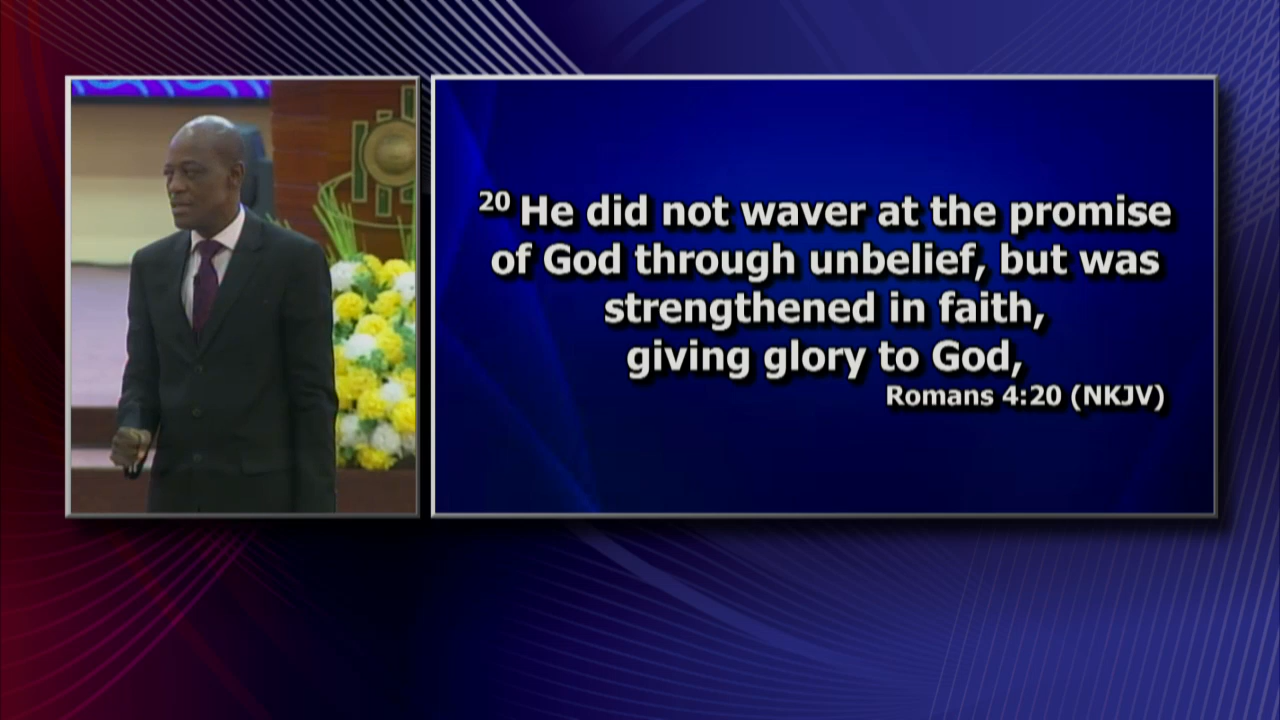 20 He did not waver at the promise
of God through unbelief, but was
strengthened in faith,
giving glory to God,
Romans 4:20 (NKJV)